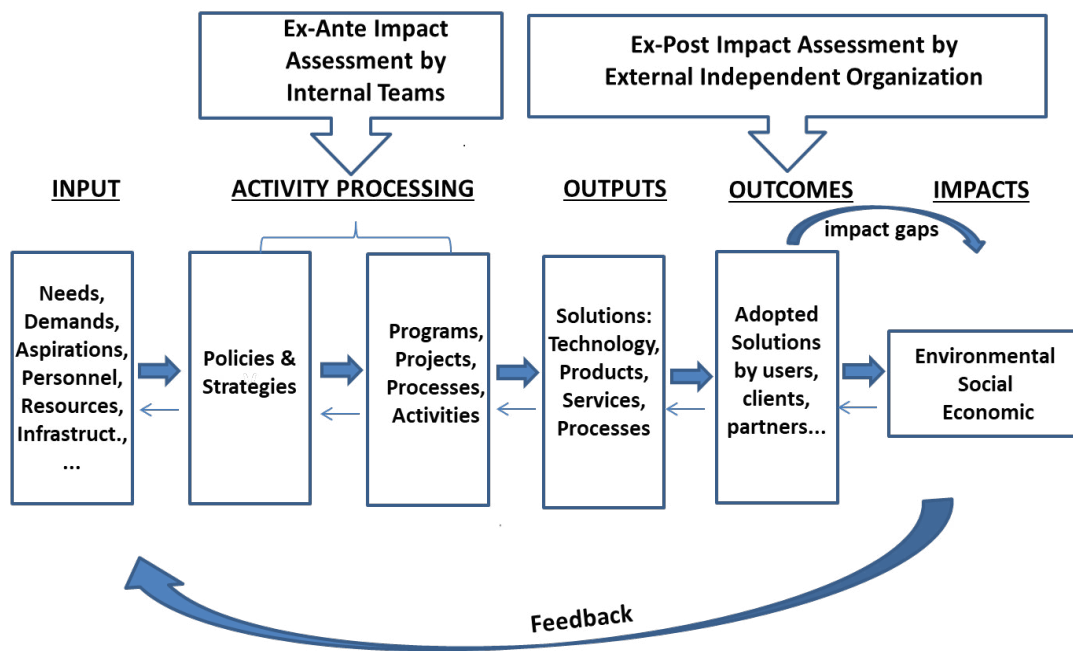 Ex-Ante Impact
Assessment by
Internal Teams
Ex-Post Impact Assessment by
External Independent Organization
INPUT
ACTIVITY PROCESSING
OUTPUTS
OUTCOMES
IMPACTS
impact gaps
Needs,
Demands,
Aspirations,
Personnel,
Resources,
Infrastruct.,
...
Policies &
Strategies
Programs,
Projects,
Processes,
Activities
Solutions:
Technology,
Products,
Services,
Processes
Adopted
Solutions
by users,
clients,
partners...
Environmental
Social
Economic
Feedback